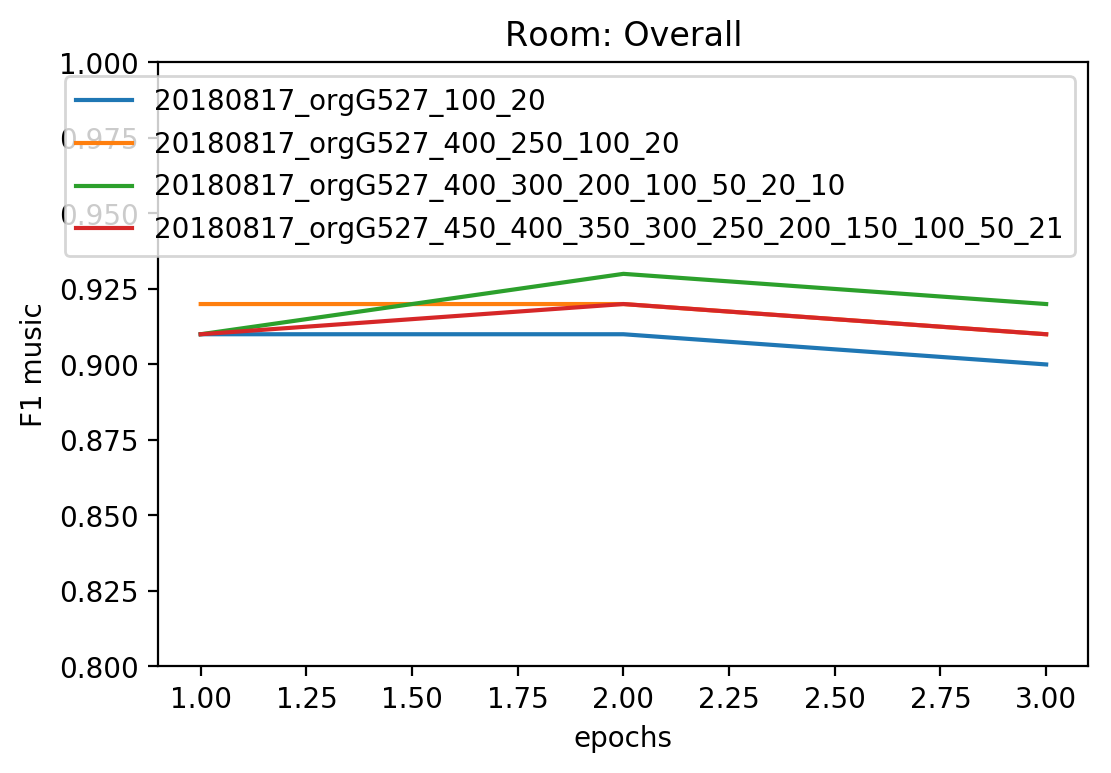 Room: Overall
1.000
0.975
0.950
0.925
0.900
0.875
0.850
0.825
0.800
F1 music
20180817_orgG527_100_20
20180817_orgG527_400_250_100_20
20180817_orgG527_400_300_200_100_50_20_10
20180817_orgG527_450_400_350_300_250_200_150_100_50_21
1.00 1.25 1.50 1.75 2.00 2.25 2.50 2.75 3.00
epochs